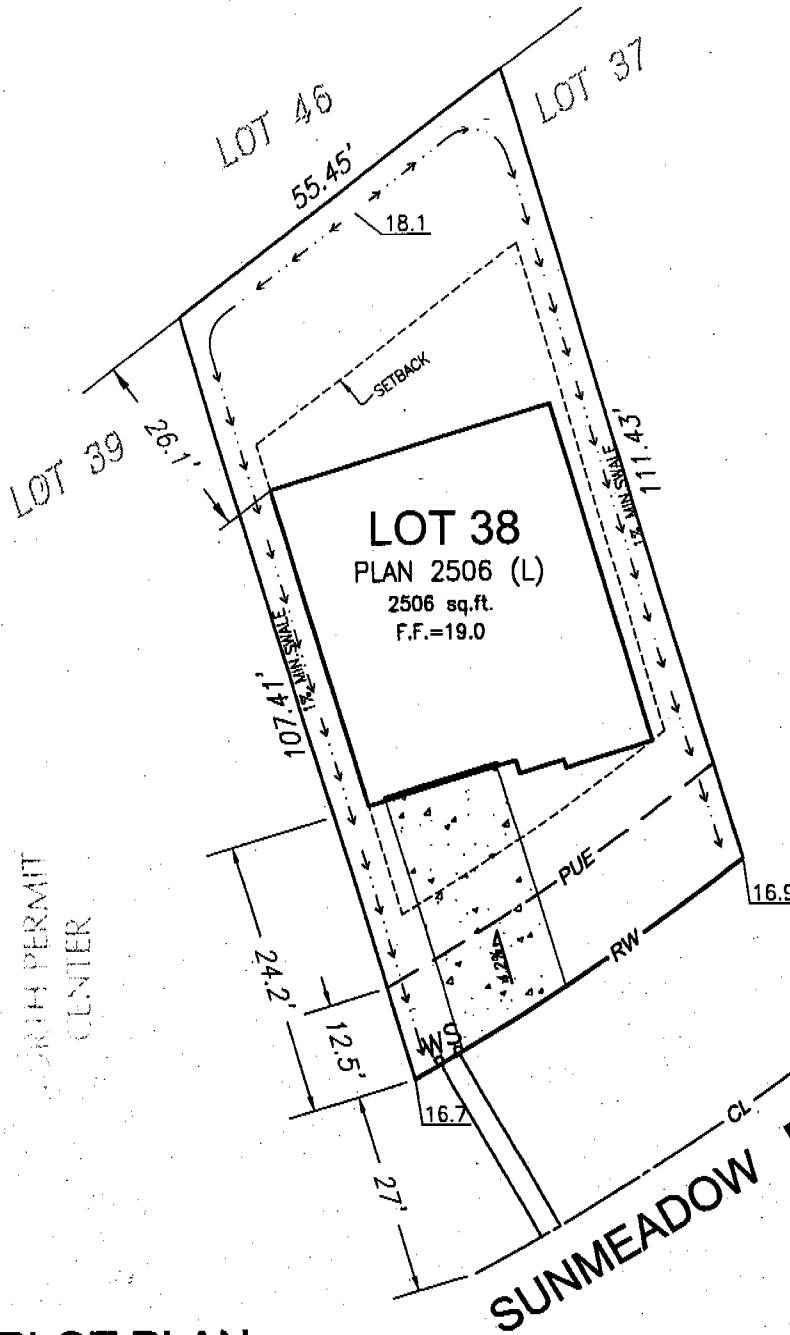 LOT 46
LOT 37
55.45'
18.1
SETBACK
26.1'
LOT 39
111.43'
1% MIN SWALE
LOT 38
PLAN 2506 (L)
2506 sq.ft.
F.F.=19.0
1% MIN SWALE
107.41'
PUE
16.9
RW
PERMIT
CENTER
24.2'
12.5'
W
S
16.7
CL
27'
SUNMEADOW
PLOT PLAN